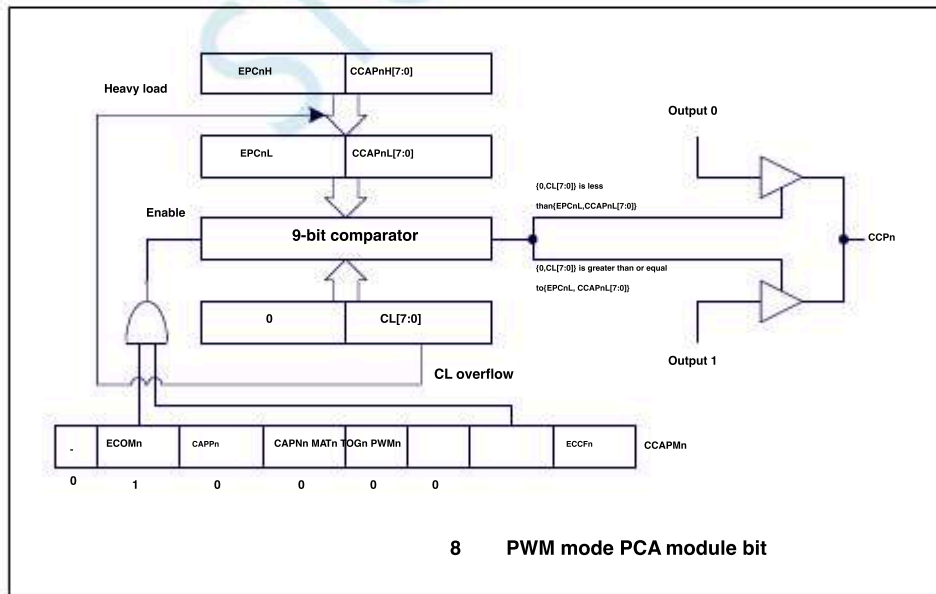 EPCnH CCAPnH[7:0]
Heavy load
Output 0
EPCnL CCAPnL[7:0]
{0,CL[7:0]} is less
than{EPCnL,CCAPnL[7:0]}
Enable
9-bit comparator
CCPn
{0,CL[7:0]} is greater than or equal
to{EPCnL, CCAPnL[7:0]}
0 CL[7:0]
Output 1
CL overflow
- ECOMn CAPPn CAPNn MATn TOGn PWMn ECCFn CCAPMn
0 1 0 0 0 0
8 PWM mode PCA module bit